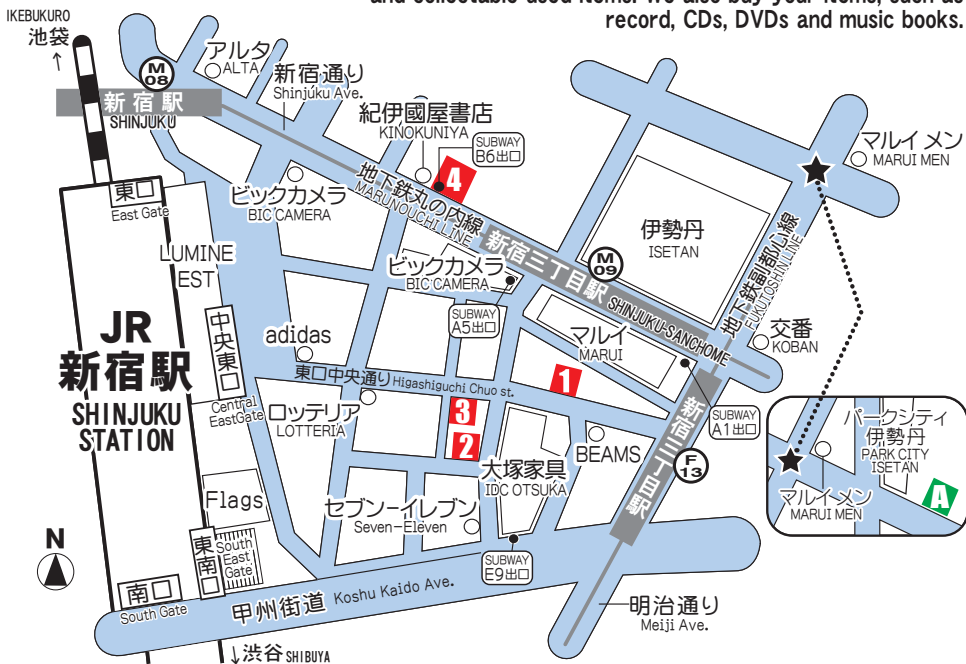 and collectable used items. We also buy your items, such as
record, CDs, DVDs and music books.
IKEBUKURO
池袋
↑
M
08
アルタ
ALTA
新宿通り
Shinjuku Ave.
新宿駅
SHINJUKU
紀伊國屋書店
KINOKUNIYA
SUBWAY
B6出口
マルイ メン
MARUI MEN
4
東口
East Gate
ビックカメラ
BIC CAMERA
地下鉄丸の内線
MARUNOUCHI LINE
伊勢丹
ISETAN
LUMINE
EST
新宿三丁目駅
SHINJUKU-SANCHOME
M
09
地下鉄副都心線
FUKUTOSHIN LINE
ビックカメラ
BIC CAMERA
SUBWAY
A5出口
JR
新宿駅
SHINJUKU
STATION
中央東口
Central
EastGate
adidas
マルイ
MARUI
交番
KOBAN
東口中央通り Higashiguchi Chuo st.
1
ロッテリア
LOTTERIA
3
2
新宿三丁目駅
SUBWAY
A1出口
F
13
BEAMS
大塚家具
IDC OTSUKA
パークシティ
伊勢丹
PARK CITY
ISETAN
マルイ メン
MARUI MEN
A
Flags
セブン-イレブン
Seven-Eleven
N
東南口
South
East
Gate
SUBWAY
E9出口
南口
South Gate
甲州街道 Koshu Kaido Ave.
明治通り
Meiji Ave.
↓渋谷 SHIBUYA